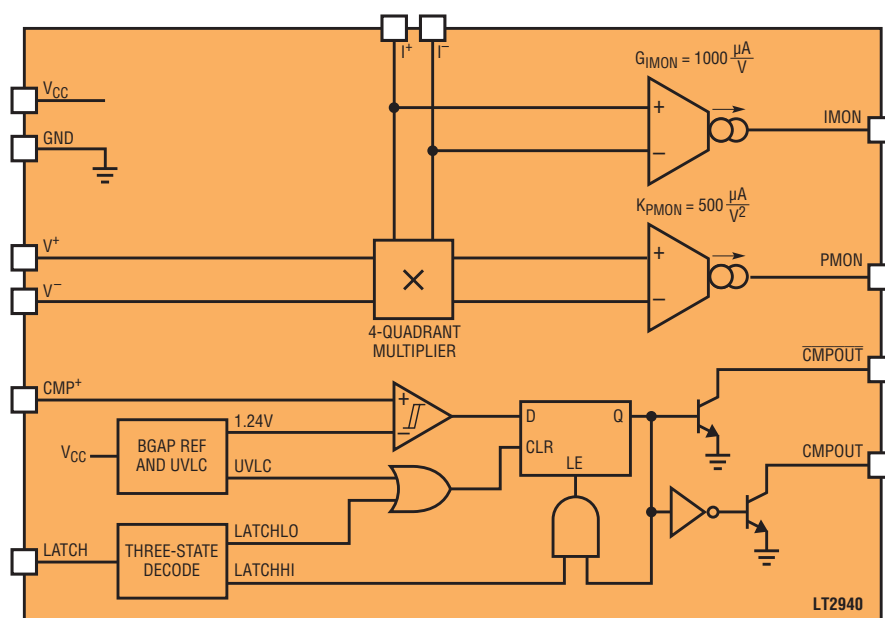 I+ I−
GIMON = 1000 µA/V
VCC
IMON
GND
KPMON = 500 µA/V2
V+
PMON
V−
4-QUADRANT
MULTIPLIER
CMPOUT
CMP+
1.24V
D Q
BGAP REF
AND UVLC
VCC
CLR
UVLC
LE
CMPOUT
LATCHLO
LATCH
THREE-STATE
DECODE
LATCHHI
LT2940
+
−
+
−
+
−
×